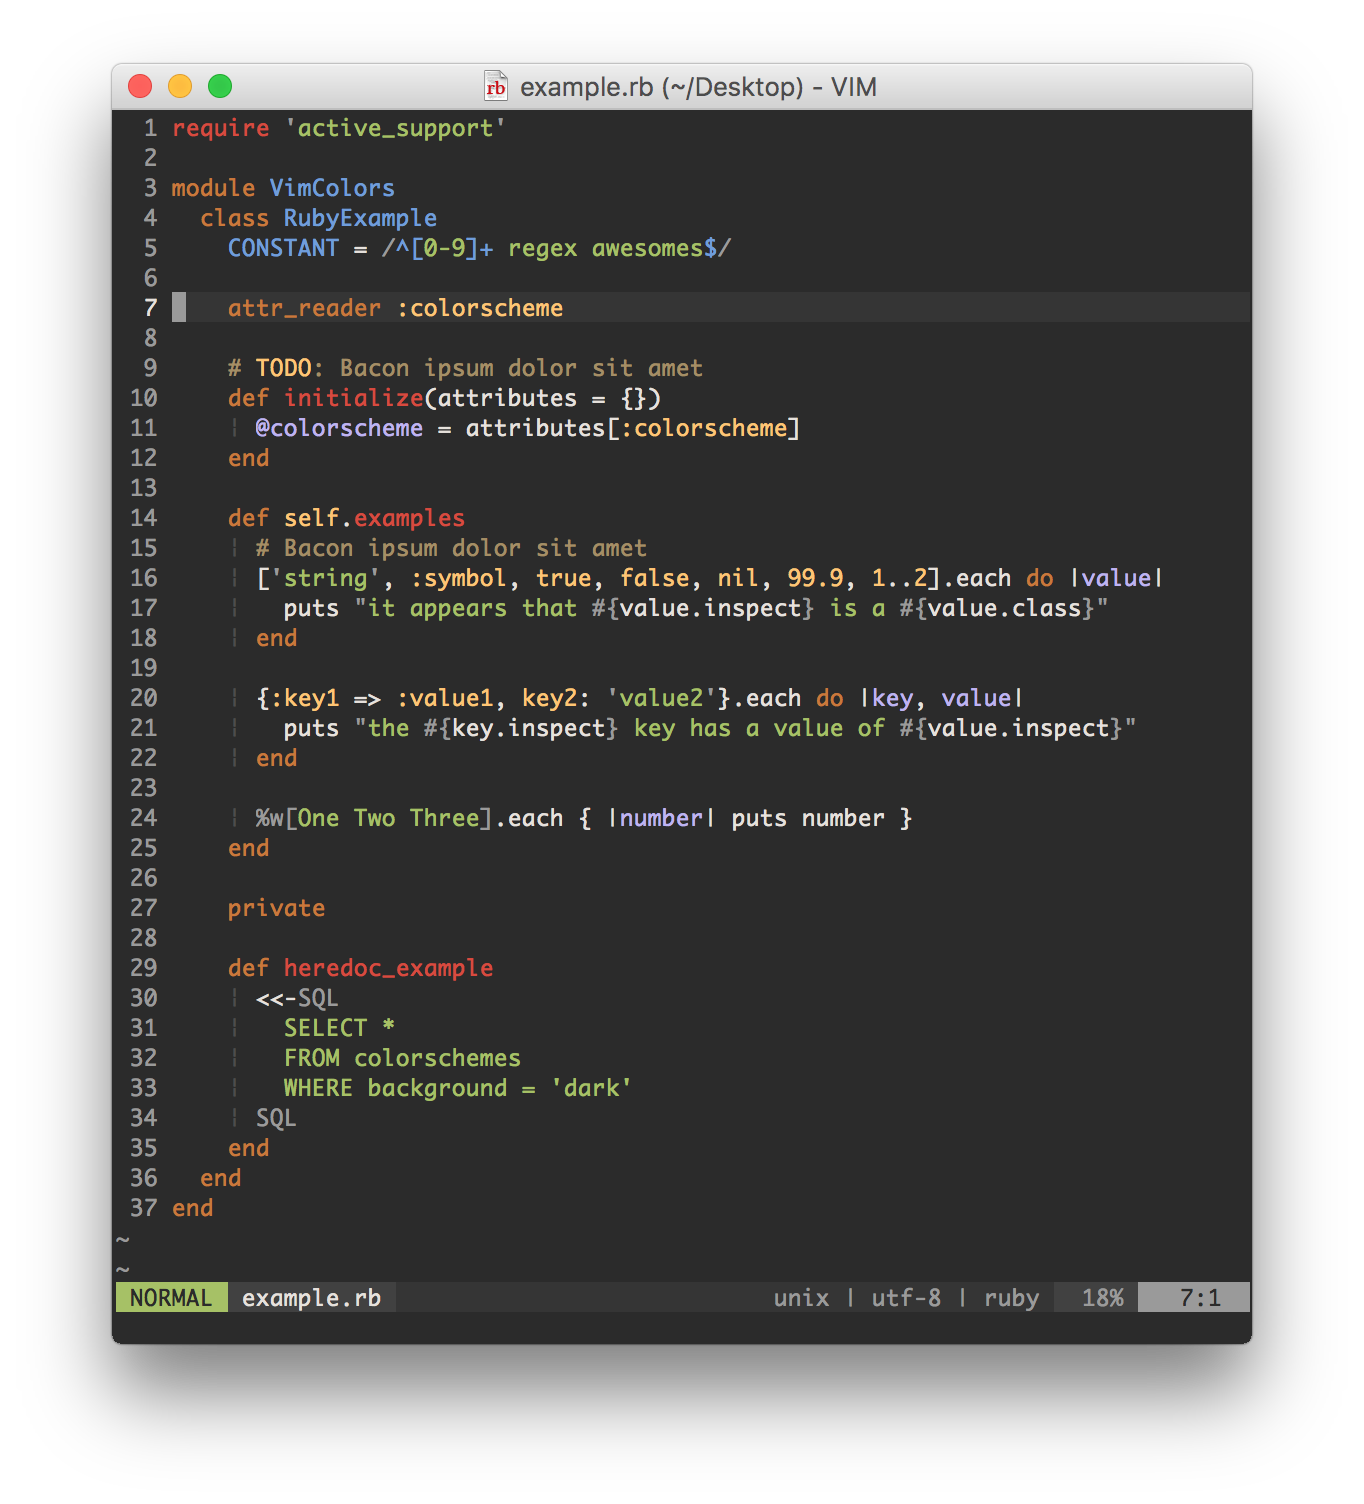 rb example.rb (~/Desktop) - VIM
1 require 'active_support'
2
3 module VimColors
4   class RubyExample
5     CONSTANT = /^[0-9]+ regex awesomes$/
6
7     attr_reader :colorscheme
8
9     # TODO: Bacon ipsum dolor sit amet
10     def initialize(attributes = {})
11     ¦ @colorscheme = attributes[:colorscheme]
12     end
13
14     def self.examples
15     ¦ # Bacon ipsum dolor sit amet
16     ¦ ['string', :symbol, true, false, nil, 99.9, 1..2].each do |value|
17     ¦   puts "it appears that #{value.inspect} is a #{value.class}"
18     ¦ end
19
20     ¦ {:key1 => :value1, key2: 'value2'}.each do |key, value|
21     ¦   puts "the #{key.inspect} key has a value of #{value.inspect}"
22     ¦ end
23
24     ¦ %w[One Two Three].each { |number| puts number }
25     end
26
27     private
28
29     def heredoc_example
30     ¦ <<-SQL
31     ¦   SELECT *
32     ¦   FROM colorschemes
33     ¦   WHERE background = 'dark'
34     ¦ SQL
35     end
36   end
37 end
~
~
NORMAL example.rb unix | utf-8 | ruby 18% 7:1